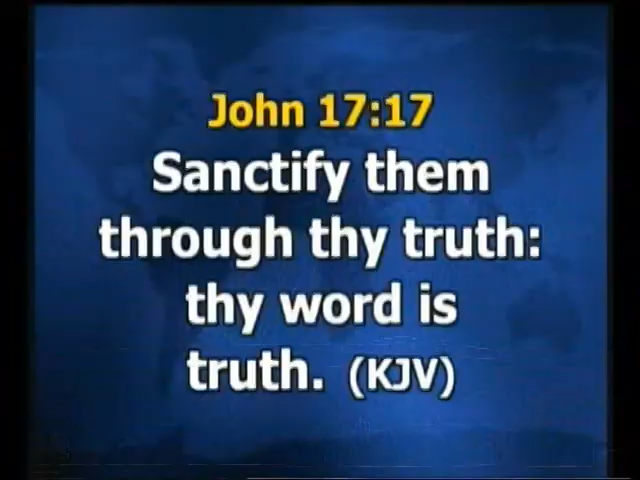 John 17:17
Sanctify them
through thy truth:
thy word is
truth. (KJV)